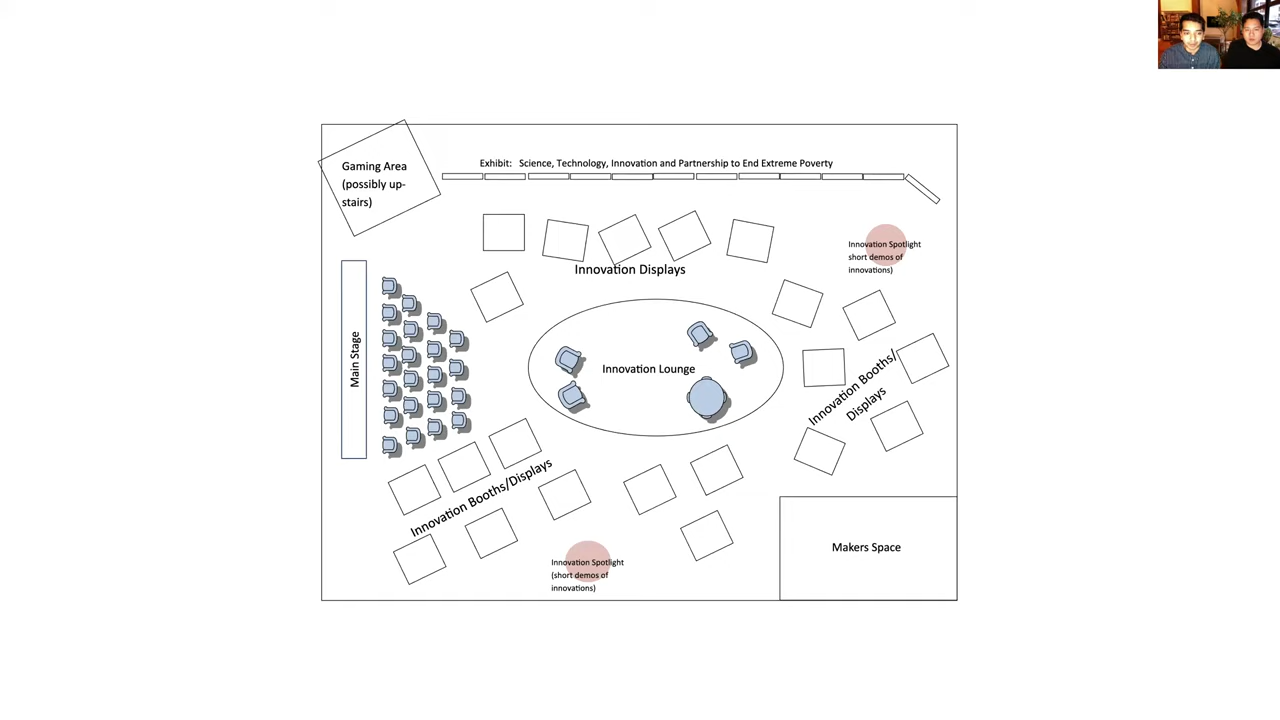 Exhibit: Science, Technology, Innovation and Partnership to End Extreme Poverty
Gaming Area
(possibly up-
stairs)
Innovation Spotlight
short demos of
innovations)
Innovation Displays
Main Stage
Innovation Lounge
Innovation Booths/
Displays
Innovation Booths/Displays
Makers Space
Innovation Spotlight
(short demos of
innovations)